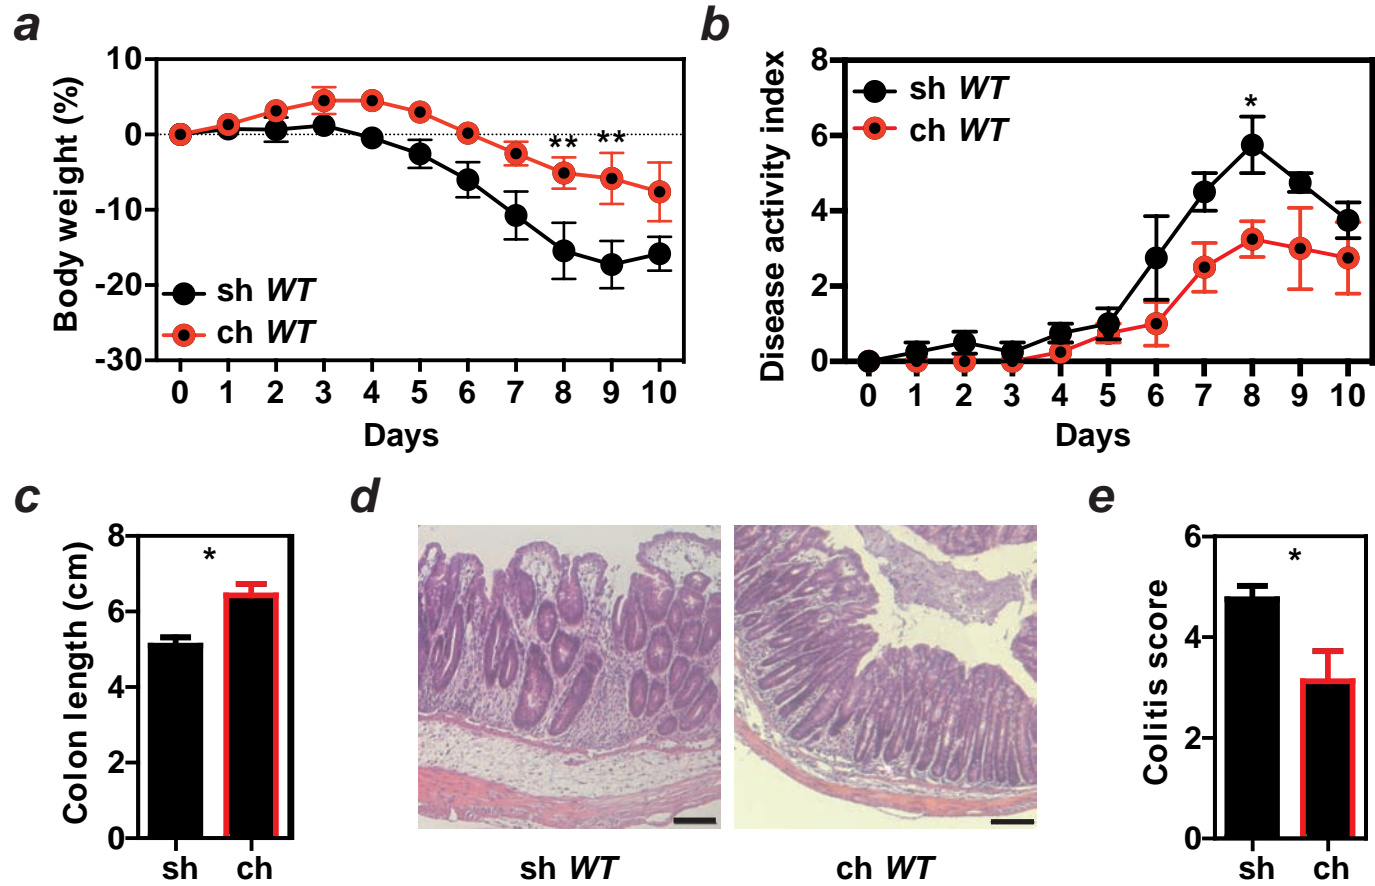 a
Body weight (%)
10
0
-10
-20
-30
** **
sh WT
ch WT
0 1 2 3 4 5 6 7 8 9 10
Days
b
Disease activity index
8
6
4
2
0
sh WT
ch WT
*
0 1 2 3 4 5 6 7 8 9 10
Days
c
Colon length (cm)
8
6
4
2
0
*
sh ch
d
sh WT
ch WT
e
Colitis score
6
4
2
0
*
sh ch